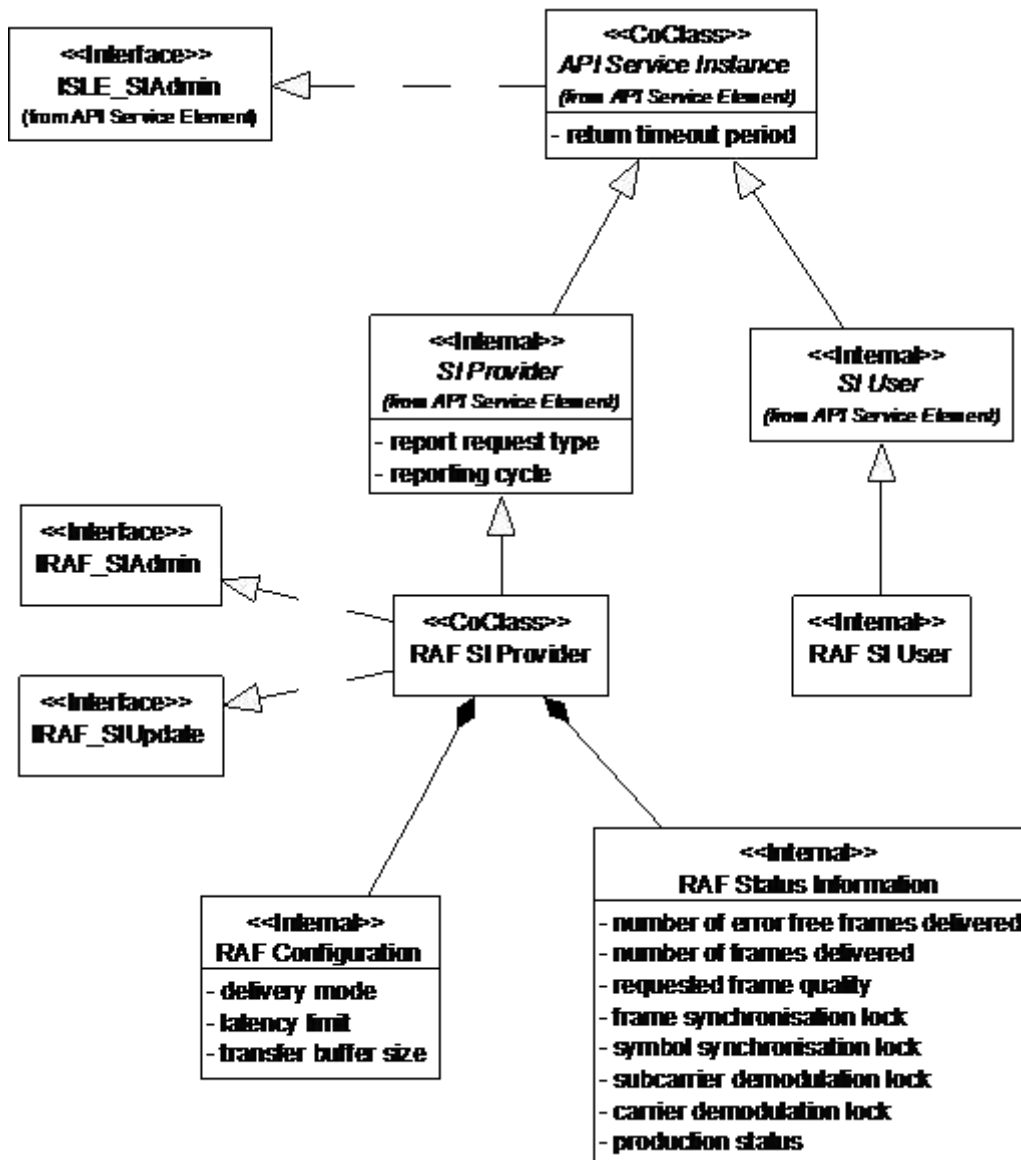 <<Interface>>
ISLE_SIAdmin
(from API Service Element)
<<CoClass>>
API Service Instance
(from API Service Element)
- return timeout period
<<Internal>>
SI Provider
(from API Service Element)
- report request type
- reporting cycle
<<Internal>>
SI User
(from API Service Element)
<<Interface>>
IRAF_SIAdmin
<<CoClass>>
RAF SI Provider
<<Internal>>
RAF SI User
<<Interface>>
IRAF_SIUpdate
<<Internal>>
RAF Configuration
- delivery mode
- latency limit
- transfer buffer size
<<Internal>>
RAF Status Information
- number of error free frames delivered
- number of frames delivered
- requested frame quality
- frame synchronisation lock
- symbol synchronisation lock
- subcarrier demodulation lock
- carrier demodulation lock
- production status